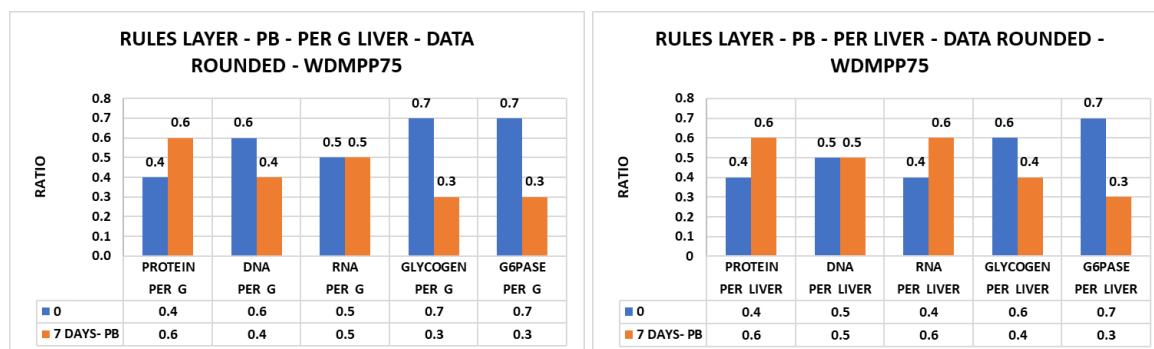 RULES LAYER - PB - PER G LIVER - DATA
ROUNDED - WDMPP75
RATIO
0.8
0.7
0.6
0.5
0.4
0.3
0.2
0.1
0.0
0.4 0.6 0.6 0.4 0.5 0.5 0.7 0.3 0.7 0.3
PROTEIN DNA RNA GLYCOGEN G6PASE
PER G PER G PER G PER G PER G
0 0.4 0.6 0.5 0.7 0.7
7 DAYS- PB 0.6 0.4 0.5 0.3 0.3
RULES LAYER - PB - PER LIVER - DATA ROUNDED -
WDMPP75
RATIO
0.8
0.7
0.6
0.5
0.4
0.3
0.2
0.1
0
0.4 0.6 0.5 0.5 0.4 0.6 0.6 0.4 0.7 0.3
PROTEIN DNA RNA GLYCOGEN G6PASE
PER LIVER PER LIVER PER LIVER PER LIVER PER LIVER
0 0.4 0.5 0.4 0.6 0.7
7 DAYS- PB 0.6 0.5 0.6 0.4 0.3